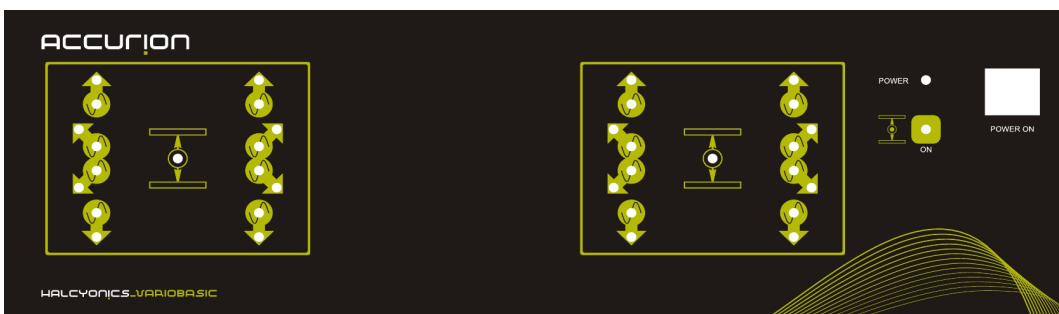 ACCURION
POWER
POWER ON
ON
HALCYONICS_VARIOBASIC